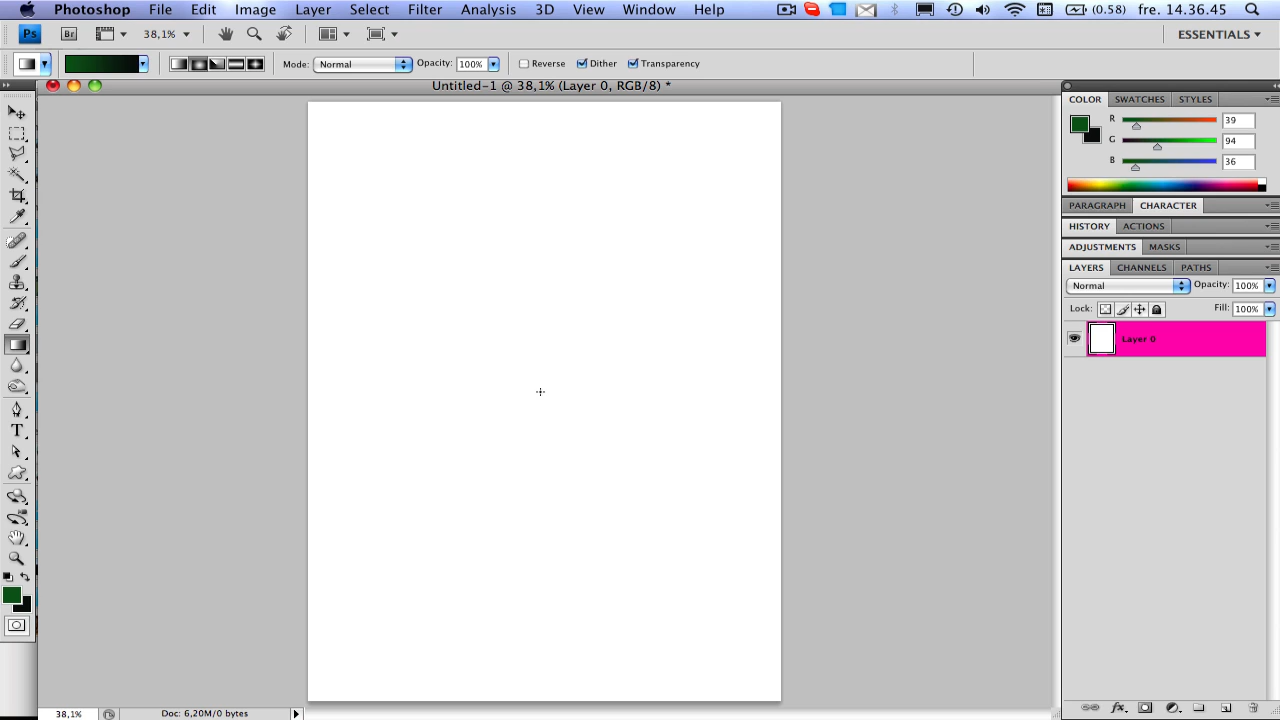 Photoshop File Edit Image Layer Select Filter Analysis 3D View Window Help (0.58) fre. 14.36.45
Ps Br 38,1% ESSENTIALS
Mode: Normal Opacity: 100% Reverse Dither Transparency
Untitled-1 @ 38,1% (Layer 0, RGB/8) *
COLOR SWATCHES STYLES
R 39
G 94
B 36
PARAGRAPH CHARACTER
HISTORY ACTIONS
ADJUSTMENTS MASKS
LAYERS CHANNELS PATHS
Normal Opacity: 100%
Lock: Fill: 100%
Layer 0
T
38,1% Doc: 6,20M/0 bytes